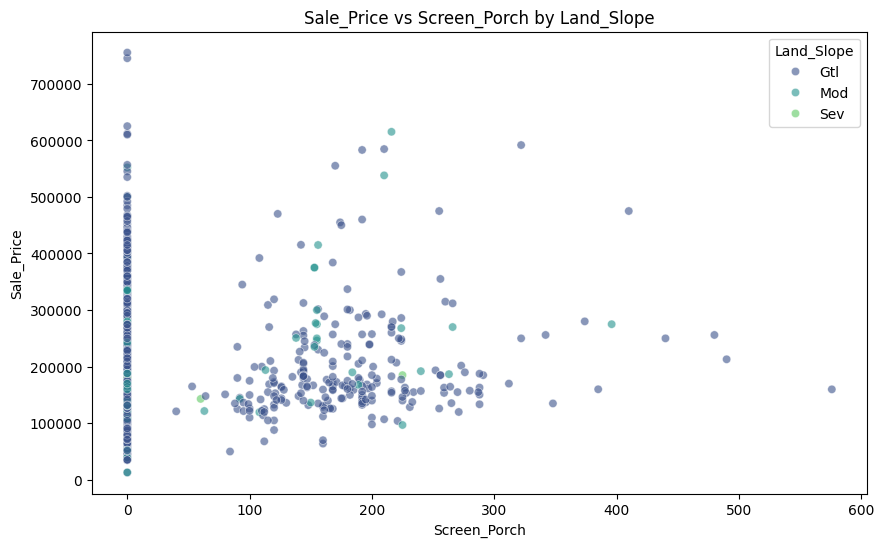 Sale_Price vs Screen_Porch by Land_Slope
Land_Slope
Gtl
Mod
Sev
700000
600000
500000
400000
300000
200000
100000
0
Sale_Price
0 100 200 300 400 500 600
Screen_Porch